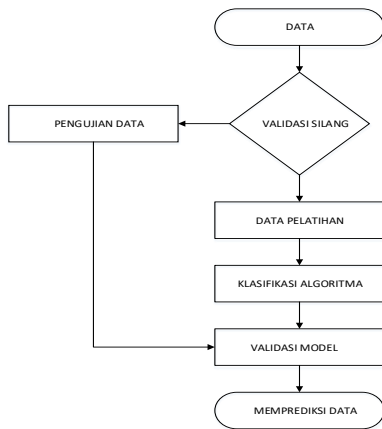 DATA
VALIDASI SILANG
PENGUJIAN DATA
DATA PELATIHAN
KLASIFIKASI ALGORITMA
VALIDASI MODEL
MEMPREDIKSI DATA